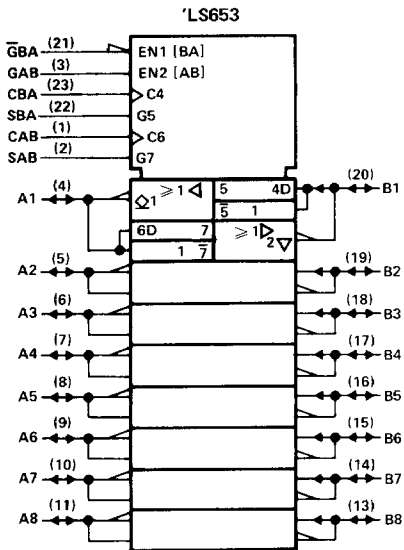 'LS653
G̅BA (21) EN1 [BA]
GAB (3) EN2 [AB]
CBA (23) C4
SBA (22) G5
CAB (1) C6
SAB (2) G7
A1 (4) ◇1 ≥1 ◁ 5 4D (20) B1
5̅ 1
6D 7 ≥1 ▷
1 7̅ 2 ▽
A2 (5) (19) B2
A3 (6) (18) B3
A4 (7) (17) B4
A5 (8) (16) B5
A6 (9) (15) B6
A7 (10) (14) B7
A8 (11) (13) B8